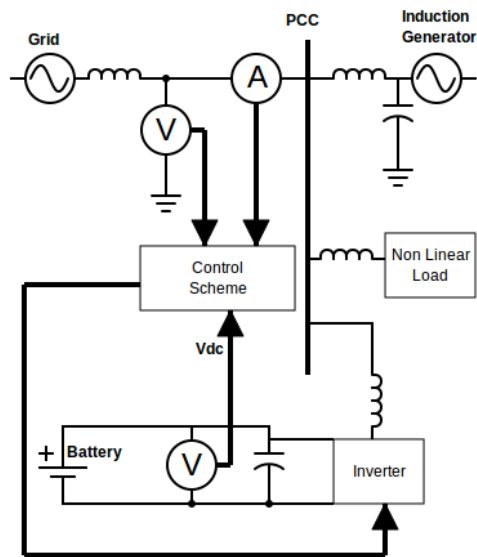 PCC
Induction
Generator
Grid
A
V
Control
Scheme
Non Linear
Load
Vdc
+
Battery
V
Inverter